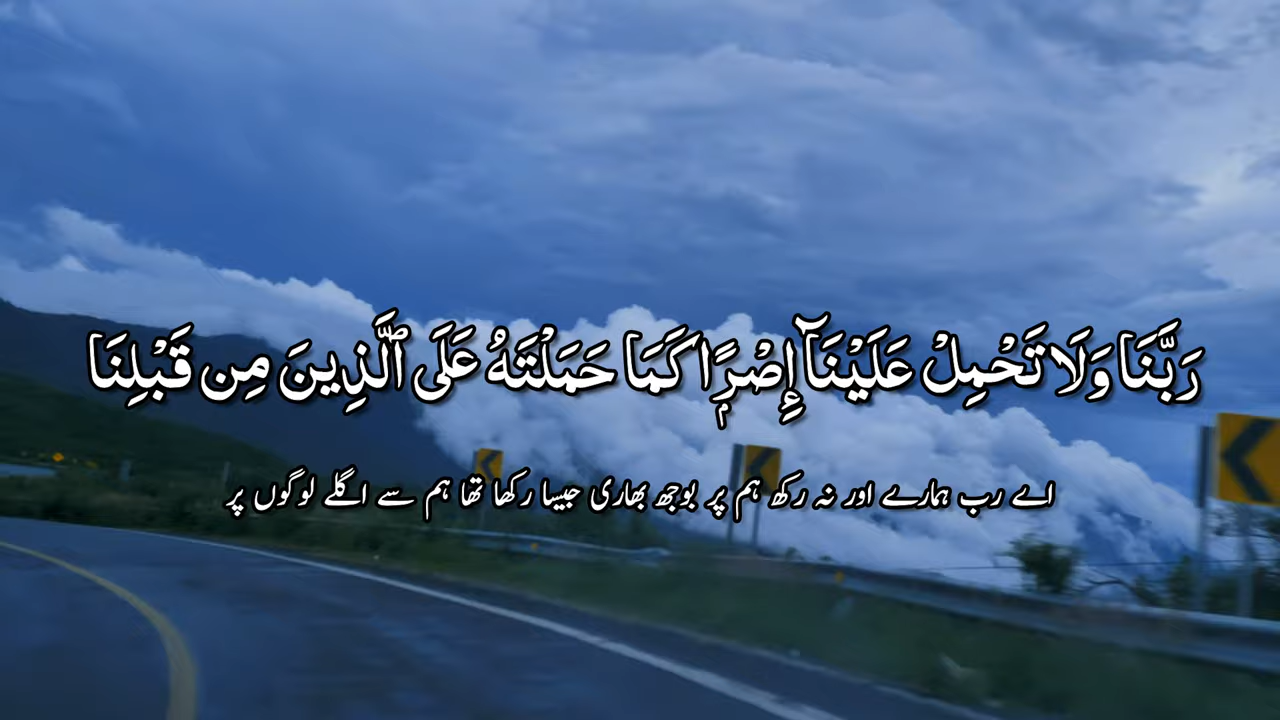 رَبَّنَا وَلَا تَحْمِلْ عَلَيْنَآ إِصْرًۭا كَمَا حَمَلْتَهُۥ عَلَى ٱلَّذِينَ مِن قَبْلِنَا
اے رب ہمارے اور نہ رکھ ہم پر بوجھ بھاری جیسا رکھا تھا ہم سے اگلے لوگوں پر